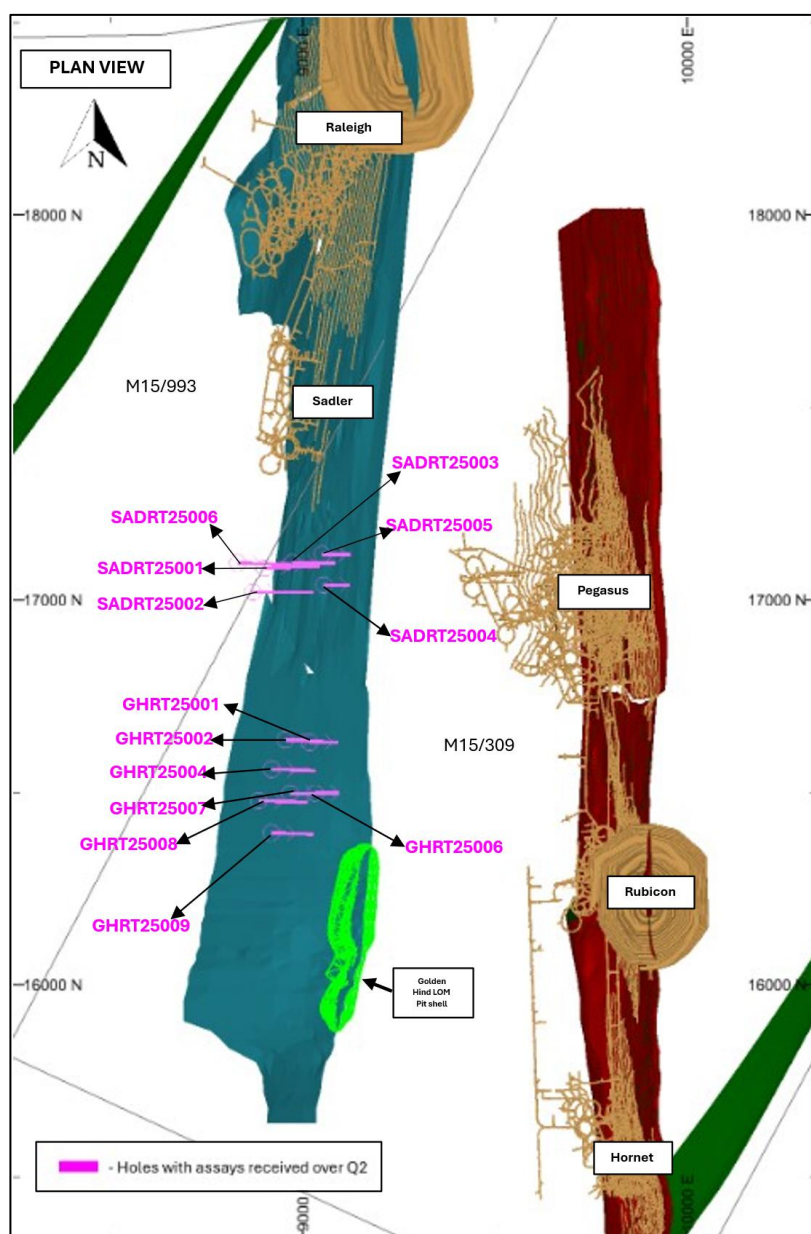 PLAN VIEW
N
9000 E
10000 E
Raleigh
18000 N
18000 N
M15/993
Sadler
SADRT25003
SADRT25006
SADRT25005
SADRT25001
SADRT25002
17000 N
17000 N
Pegasus
SADRT25004
GHRT25001
GHRT25002
M15/309
GHRT25004
GHRT25007
GHRT25008
GHRT25006
Rubicon
GHRT25009
16000 N
16000 N
Golden
Hind LOM
Pit shell
- Holes with assays received over Q2
Hornet
9000
10000 E